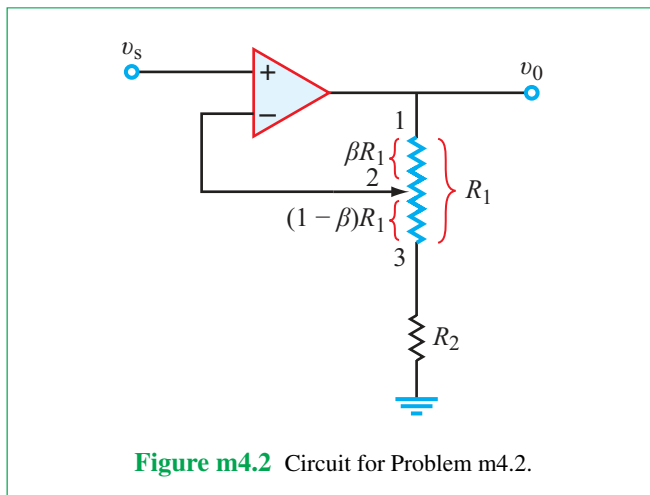 υs
+
−
υ0
1
βR1
2
R1
(1 − β)R1
3
R2
Figure m4.2 Circuit for Problem m4.2.